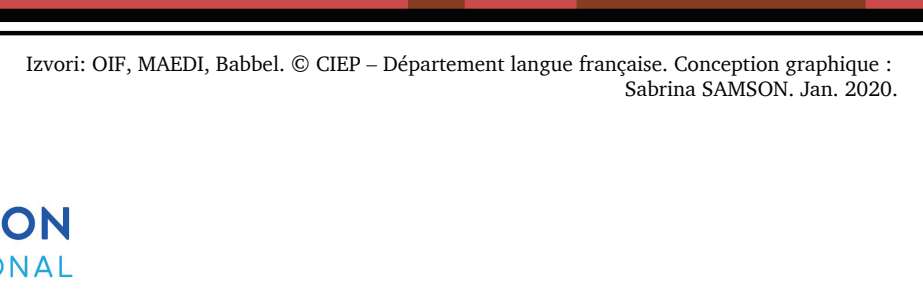 Izvori: OIF, MAEDI, Babbel. © CIEP – Département langue française. Conception graphique :
Sabrina SAMSON. Jan. 2020.
ON
ONAL